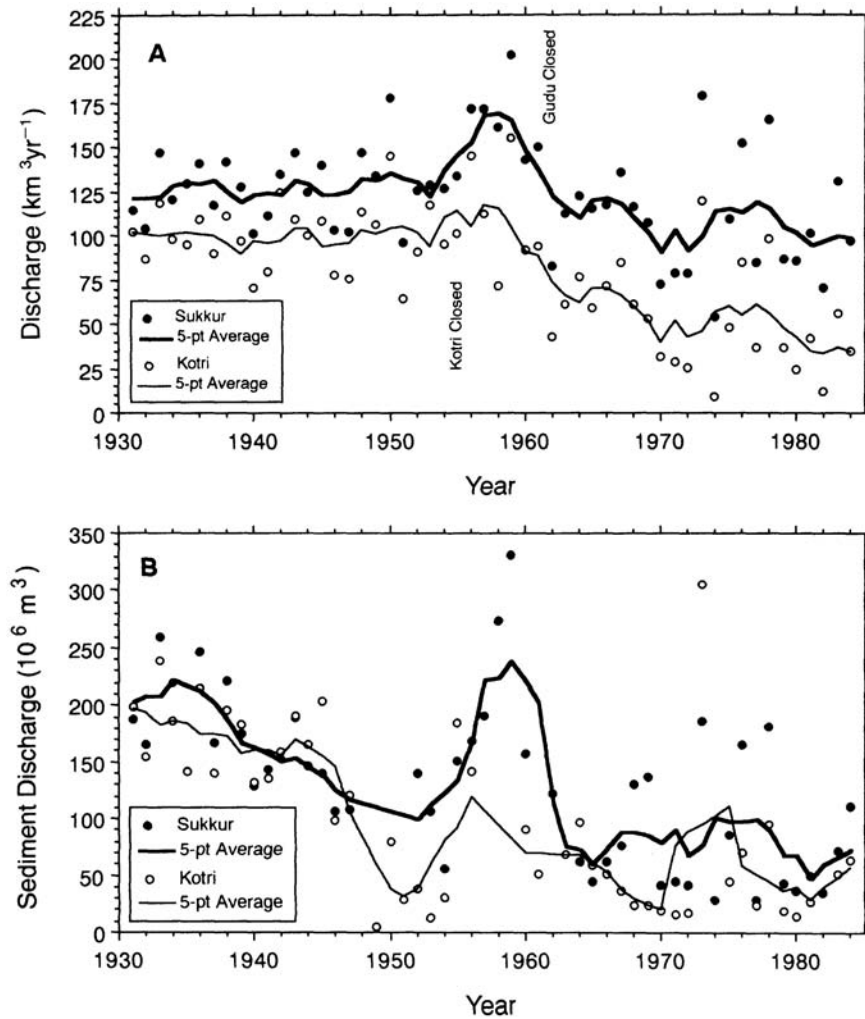 A
Discharge (km ³yr⁻¹)
225
200
175
150
125
100
75
50
25
0
Gudu Closed
Kotri Closed
Sukkur
5-pt Average
Kotri
5-pt Average
1930
1940
1950
1960
1970
1980
Year
B
Sediment Discharge (10⁶ m ³)
350
300
250
200
150
100
50
0
Sukkur
5-pt Average
Kotri
5-pt Average
1930
1940
1950
1960
1970
1980
Year